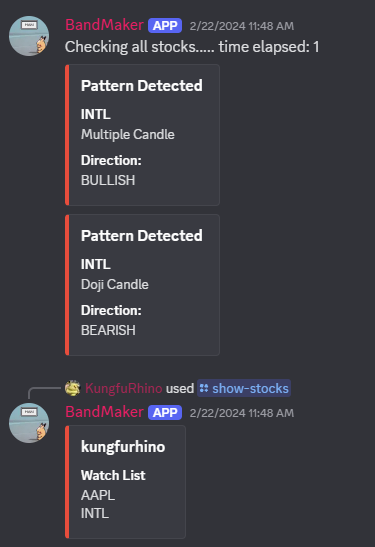 BandMaker APP 2/22/2024 11:48 AM
Checking all stocks..... time elapsed: 1
Pattern Detected
INTL
Multiple Candle
Direction:
BULLISH
Pattern Detected
INTL
Doji Candle
Direction:
BEARISH
KungfuRhino used show-stocks
BandMaker APP 2/22/2024 11:48 AM
kungfurhino
Watch List
AAPL
INTL